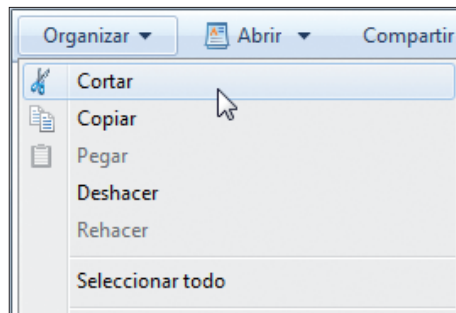 Organizar Abrir Compartir
Cortar
Copiar
Pegar
Deshacer
Rehacer
Seleccionar todo